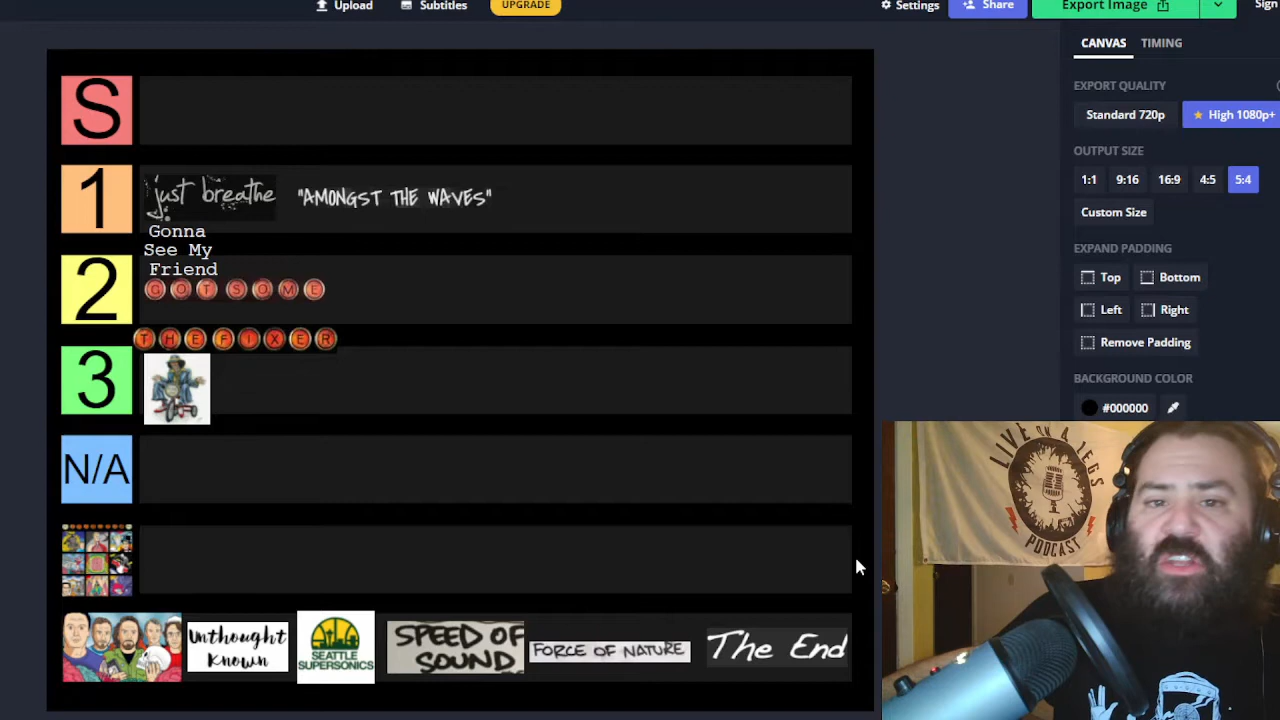 Upload
Subtitles
UPGRADE
Settings
Share
Export Image
Sign
CANVAS
TIMING
EXPORT QUALITY
Standard 720p
High 1080p+
OUTPUT SIZE
1:1
9:16
16:9
4:5
5:4
Custom Size
EXPAND PADDING
Top
Bottom
Left
Right
Remove Padding
BACKGROUND COLOR
#000000
S
1
just breathe
"AMONGST THE WAVES"
Gonna
See My
Friend
2
GOT SOME
THE FIXER
3
N/A
Unthought
Known
SEATTLE
SUPERSONICS
SPEED OF
SOUND
FORCE OF NATURE
The End
LIVE ON 4 LEGS
PODCAST